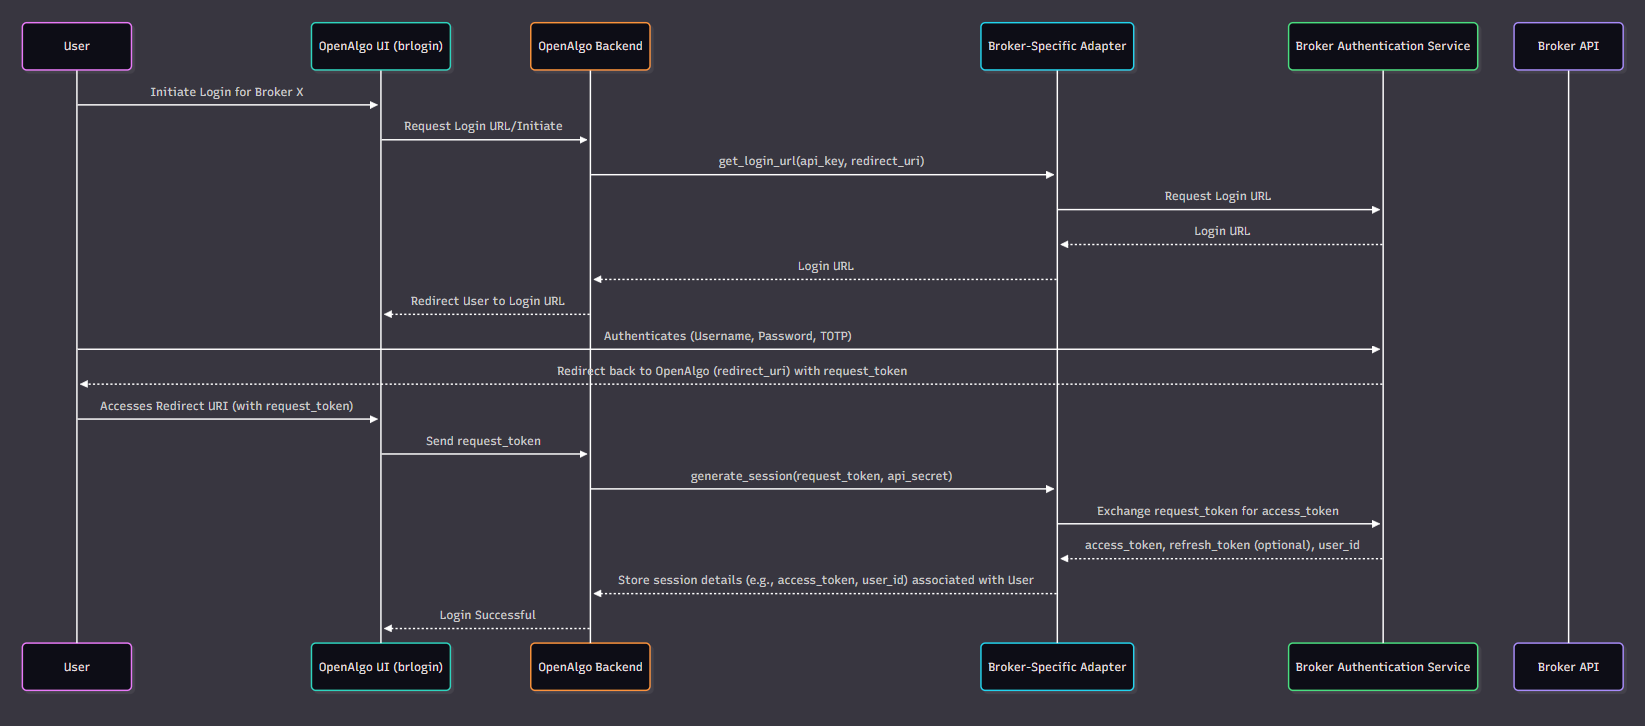 User
OpenAlgo UI (brlogin)
OpenAlgo Backend
Broker-Specific Adapter
Broker Authentication Service
Broker API
Initiate Login for Broker X
Request Login URL/Initiate
get_login_url(api_key, redirect_uri)
Request Login URL
Login URL
Login URL
Redirect User to Login URL
Authenticates (Username, Password, TOTP)
Redirect back to OpenAlgo (redirect_uri) with request_token
Accesses Redirect URI (with request_token)
Send request_token
generate_session(request_token, api_secret)
Exchange request_token for access_token
access_token, refresh_token (optional), user_id
Store session details (e.g., access_token, user_id) associated with User
Login Successful
User
OpenAlgo UI (brlogin)
OpenAlgo Backend
Broker-Specific Adapter
Broker Authentication Service
Broker API